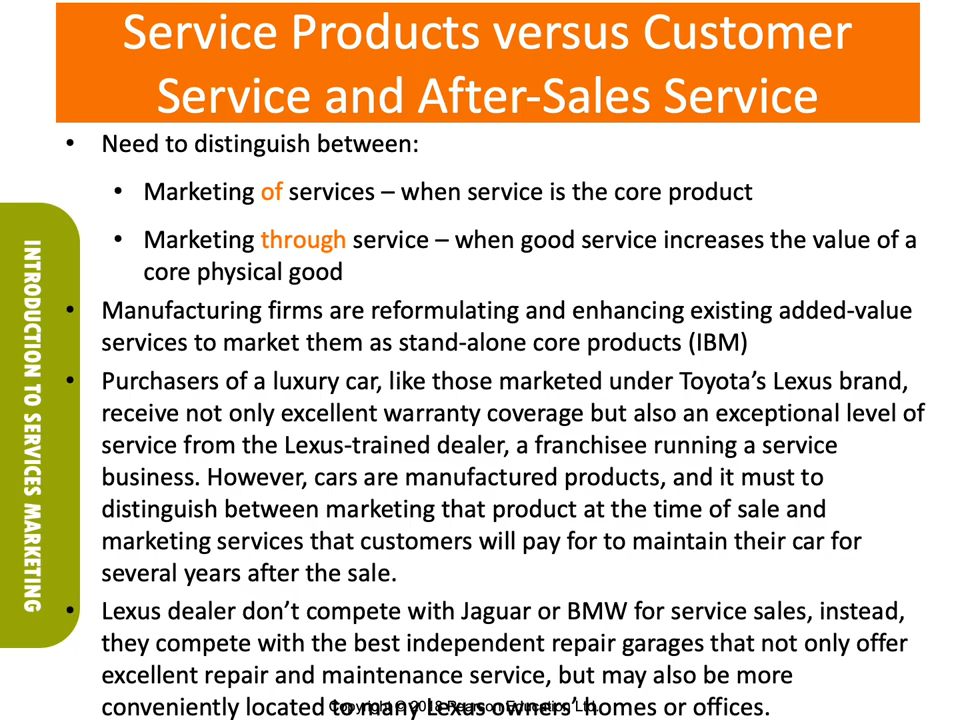 Service Products versus Customer
Service and After-Sales Service
• Need to distinguish between:
• Marketing of services – when service is the core product
• Marketing through service – when good service increases the value of a
core physical good
• Manufacturing firms are reformulating and enhancing existing added-value
services to market them as stand-alone core products (IBM)
• Purchasers of a luxury car, like those marketed under Toyota’s Lexus brand,
receive not only excellent warranty coverage but also an exceptional level of
service from the Lexus-trained dealer, a franchisee running a service
business. However, cars are manufactured products, and it must to
distinguish between marketing that product at the time of sale and
marketing services that customers will pay for to maintain their car for
several years after the sale.
• Lexus dealer don’t compete with Jaguar or BMW for service sales, instead,
they compete with the best independent repair garages that not only offer
excellent repair and maintenance service, but may also be more
conveniently located to many Lexus owners’ homes or offices.
Copyright © 2018 Pearson Education Ltd.
INTRODUCTION TO SERVICES MARKETING